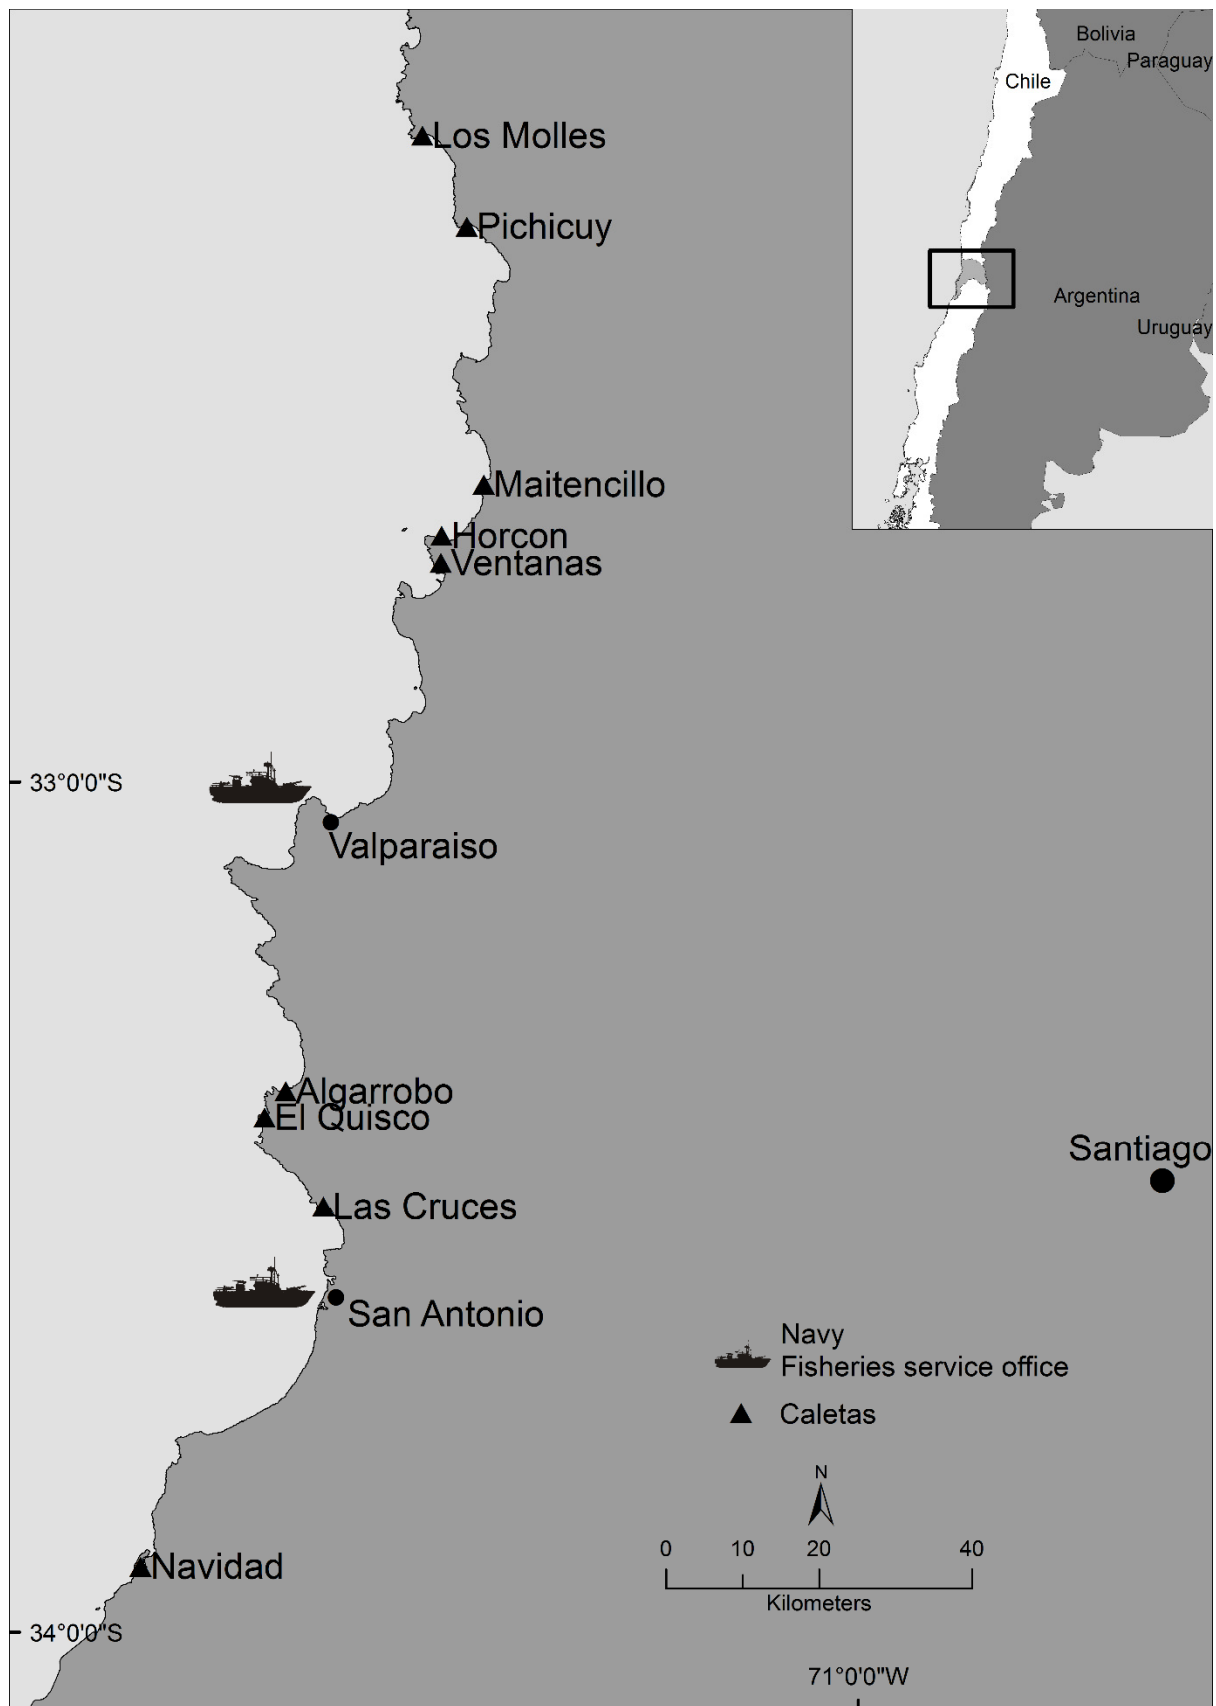 Bolivia
Paraguay
Chile
Argentina
Uruguay
Los Molles
Pichicuy
Maitencillo
Horcon
Ventanas
33°0'0"S
Valparaiso
Algarrobo
El Quisco
Santiago
Las Cruces
San Antonio
Navy
Fisheries service office
Caletas
N
0 10 20 40
Kilometers
Navidad
34°0'0"S
71°0'0"W